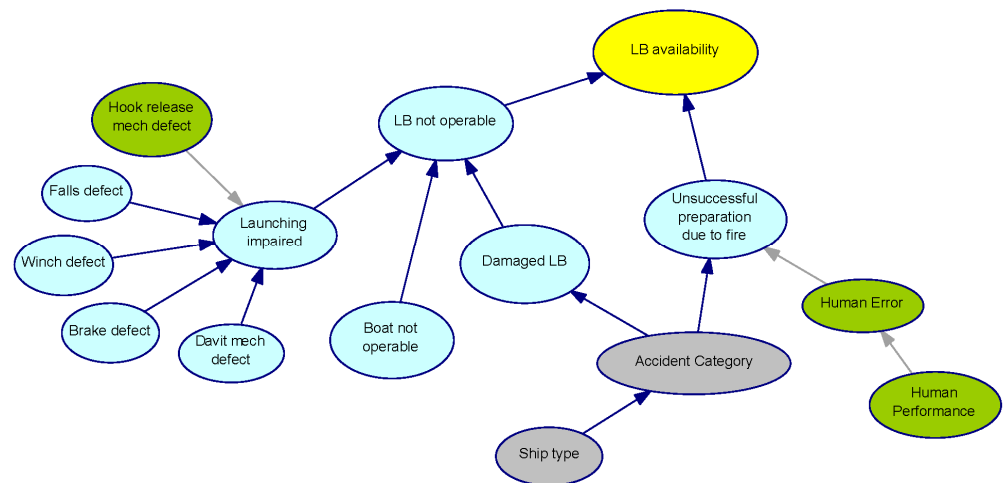 LB availability
Hook release
mech defect
LB not operable
Falls defect
Unsuccessful
preparation
due to fire
Launching
impaired
Winch defect
Damaged LB
Human Error
Brake defect
Davit mech
defect
Boat not
operable
Accident Category
Human
Performance
Ship type